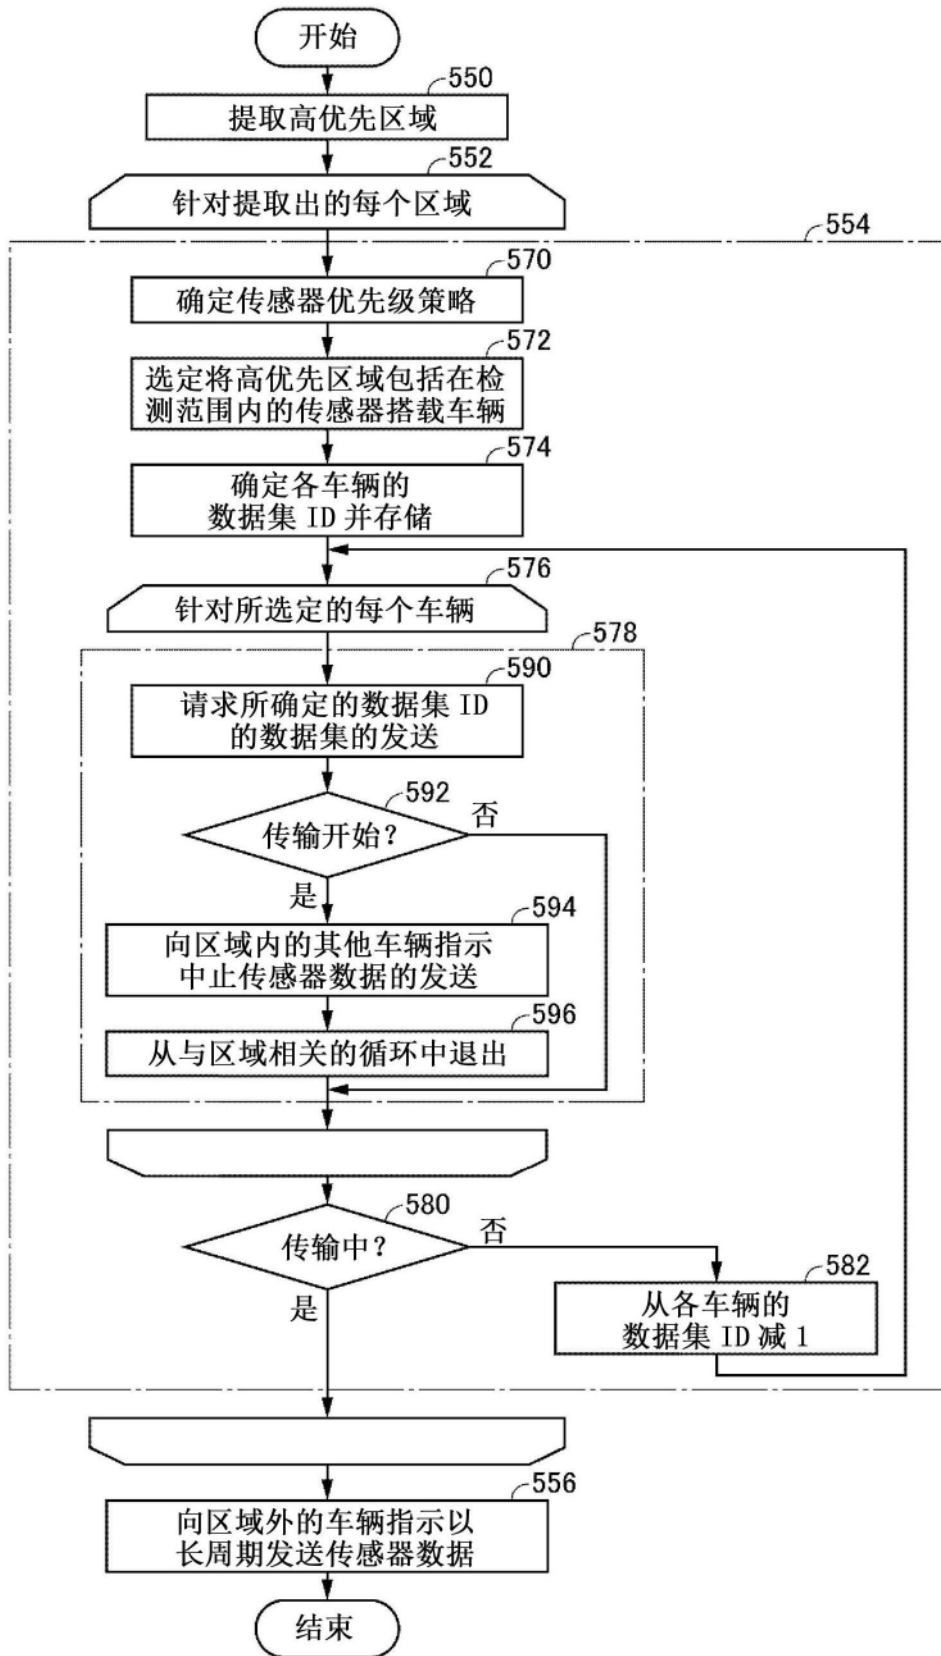 开始
550
提取高优先区域
552
针对提取出的每个区域
554
570
确定传感器优先级策略
572
选定将高优先区域包括在检
测范围内的传感器搭载车辆
574
确定各车辆的
数据集 ID 并存储
576
针对所选定的每个车辆
578
590
请求所确定的数据集 ID
的数据集的发送
592
传输开始？
否
是
594
向区域内的其他车辆指示
中止传感器数据的发送
596
从与区域相关的循环中退出
580
传输中？
否
是
582
从各车辆的
数据集 ID 减 1
556
向区域外的车辆指示以
长周期发送传感器数据
结束